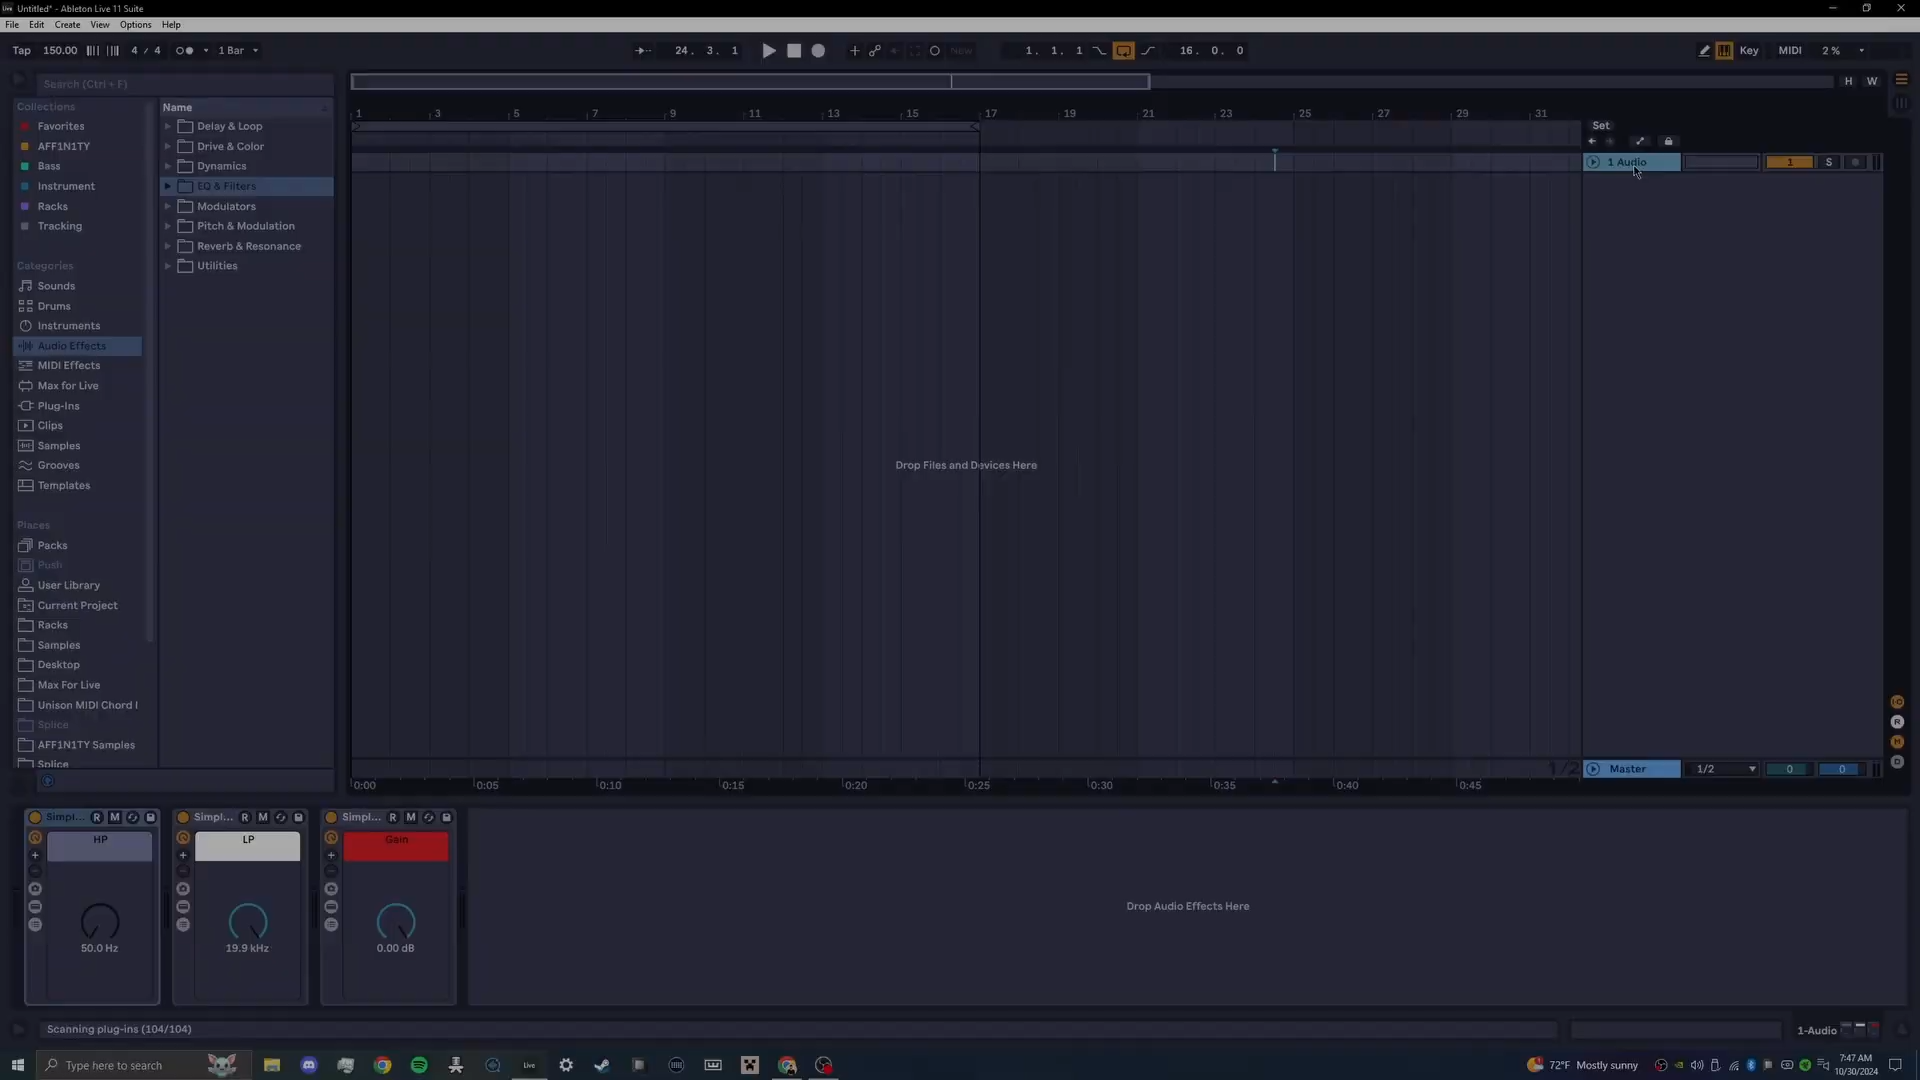 Untitled* - Ableton Live 11 Suite
File Edit Create View Options Help
Tap 150.00 4 / 4 1 Bar 24. 3. 1 NEW 1. 1. 1 16. 0. 0 Key MIDI 2 %
Search (Ctrl + F)
H W
Collections
Favorites
AFF1N1TY
Bass
Instrument
Racks
Tracking
Categories
Sounds
Drums
Instruments
Audio Effects
MIDI Effects
Max for Live
Plug-Ins
Clips
Samples
Grooves
Templates
Places
Packs
Push
User Library
Current Project
Racks
Samples
Desktop
Max For Live
Unison MIDI Chord
Splice
AFF1N1TY Samples
Splice
Name
Delay & Loop
Drive & Color
Dynamics
EQ & Filters
Modulators
Pitch & Modulation
Reverb & Resonance
Utilities
1 3 5 7 9 11 13 15 17 19 21 23 25 27 29 31
Set
1 Audio 1 S
Drop Files and Devices Here
I·O
R
M
D
1/2 Master 1/2 0 0
0:00 0:05 0:10 0:15 0:20 0:25 0:30 0:35 0:40 0:45
Simpl... R M Simpl... R M Simpl... R M
HP LP Gain
Drop Audio Effects Here
50.0 Hz 19.9 kHz 0.00 dB
Scanning plug-ins (104/104)
1-Audio
Type here to search
Live
72°F Mostly sunny
7:47 AM
10/30/2024